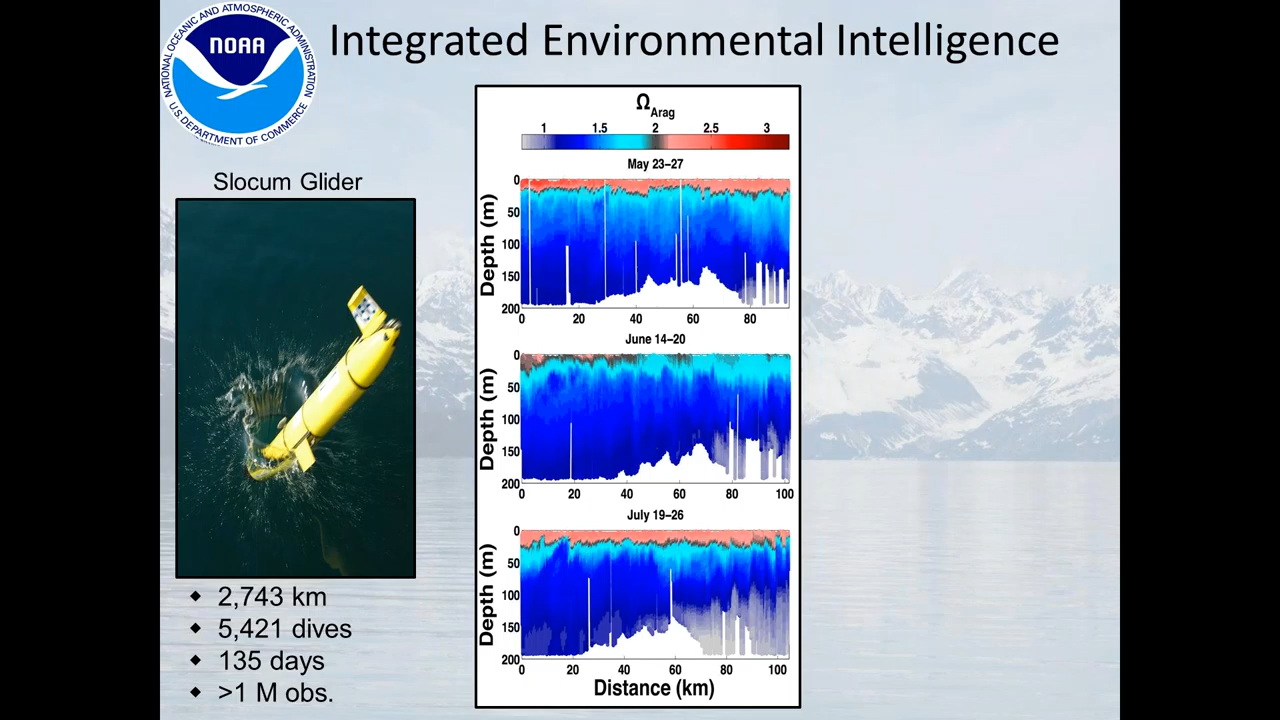 NATIONAL OCEANIC AND ATMOSPHERIC ADMINISTRATION
NOAA
U.S. DEPARTMENT OF COMMERCE
Integrated Environmental Intelligence
Slocum Glider
◆ 2,743 km
◆ 5,421 dives
◆ 135 days
◆ >1 M obs.
ΩArag
1 1.5 2 2.5 3
May 23–27
Depth (m)
0
50
100
150
200
0 20 40 60 80
June 14–20
Depth (m)
0
50
100
150
200
0 20 40 60 80 100
July 19–26
Depth (m)
0
50
100
150
200
0 20 40 60 80 100
Distance (km)